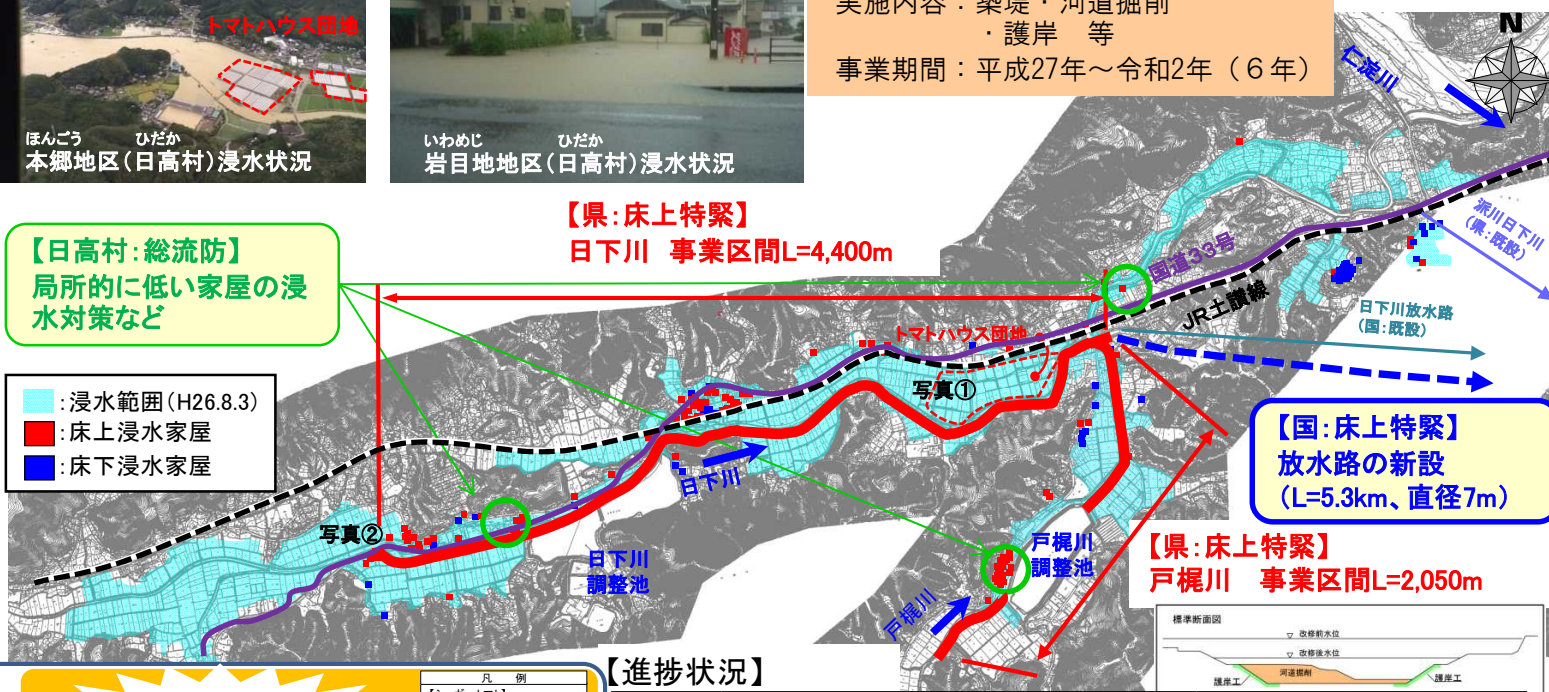 トマトハウス団地
ほんごう　ひだか
本郷地区(日高村)浸水状況
いわめじ　ひだか
岩目地地区(日高村)浸水状況
実施内容：築堤・河道掘削
・護岸　等
事業期間：平成27年～令和2年（６年）
N
仁淀川
【県：床上特緊】
日下川　事業区間L=4,400m
【日高村：総流防】
局所的に低い家屋の浸
水対策など
国道33号
JR土讃線
派川日下川
(県：既設)
日下川放水路
(国：既設)
トマトハウス団地
写真①
：浸水範囲(H26.8.3)
：床上浸水家屋
：床下浸水家屋
【国：床上特緊】
放水路の新設
(L=5.3km、直径7m)
日下川
写真②
日下川
調整池
戸梶川
調整池
戸梶川
【県：床上特緊】
戸梶川　事業区間L=2,050m
標準断面図
▽ 改修前水位
▽ 改修後水位
河道掘削
護岸工
護岸工
【進捗状況】
凡　例